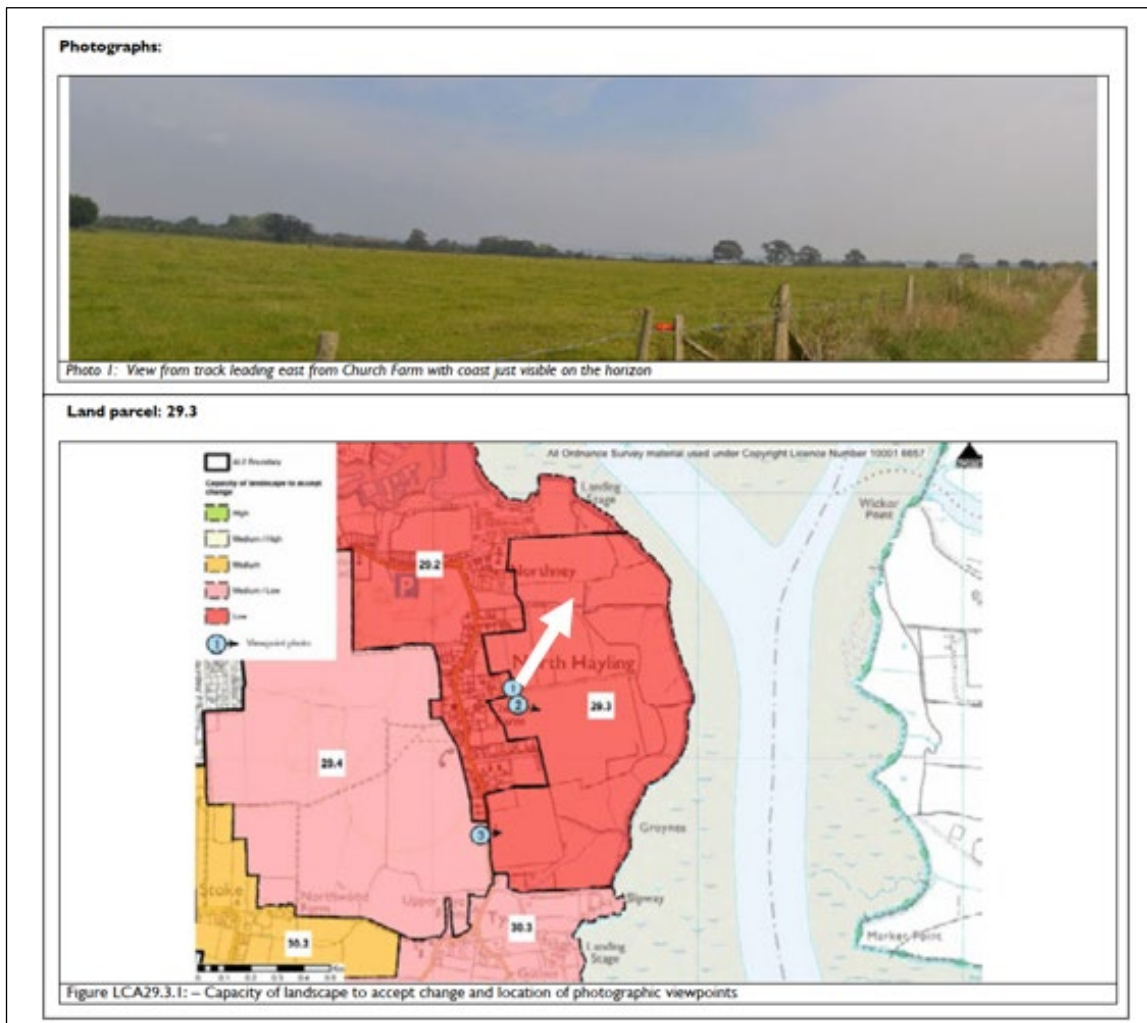 Photographs:
Photo 1: View from track leading east from Church Farm with coast just visible on the horizon
Land parcel: 29.3
All Ordnance Survey material used under Copyright Licence Number 10001 6657
Boundary
Capacity of landscape to accept
change
High
Medium / High
Medium
Medium / Low
Low
1 Viewpoint photo
Landing
Stage
Wickor
Point
29.2
P
Northney
North Hayling
1
2
29.3
29.4
3
Groynes
Stoke
Northwood
Upper
Slipway
30.3
30.3
Landing
Stage
Marker Point
Figure LCA29.3.1: – Capacity of landscape to accept change and location of photographic viewpoints